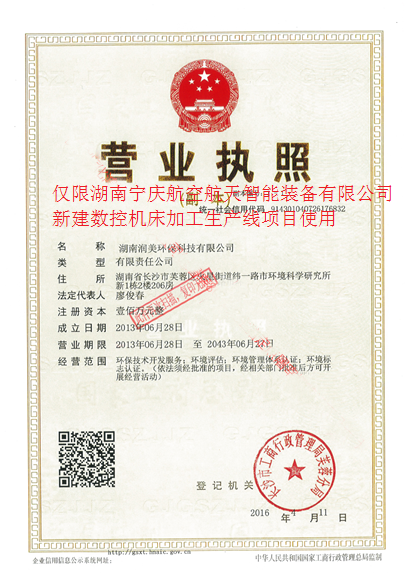 营业执照
(副 本)
仅限湖南宁庆航空航天智能装备有限公司
统一社会信用代码 914301040726176832
新建数控机床加工生产线项目使用
名 称 湖南润美环保科技有限公司
类 型 有限责任公司
住 所 湖南省长沙市芙蓉区火星街道纬一路市环境科学研究所
新1栋2楼206房
法定代表人 廖俊春
注册资本 壹佰万元整
成立日期 2013年06月28日
营业期限 2013年06月28日 至 2043年06月27日
经营范围 环保技术开发服务；环境评估；环境管理体系认证；环境标
志认证。（依法须经批准的项目，经相关部门批准后方可开
展经营活动）
登记机关
长沙市工商行政管理局芙蓉分局
2016 年 4 月 11
http://gsxt.hnaic.gov.cn
企业信用信息公示系统网址：
中华人民共和国国家工商行政管理总局监制